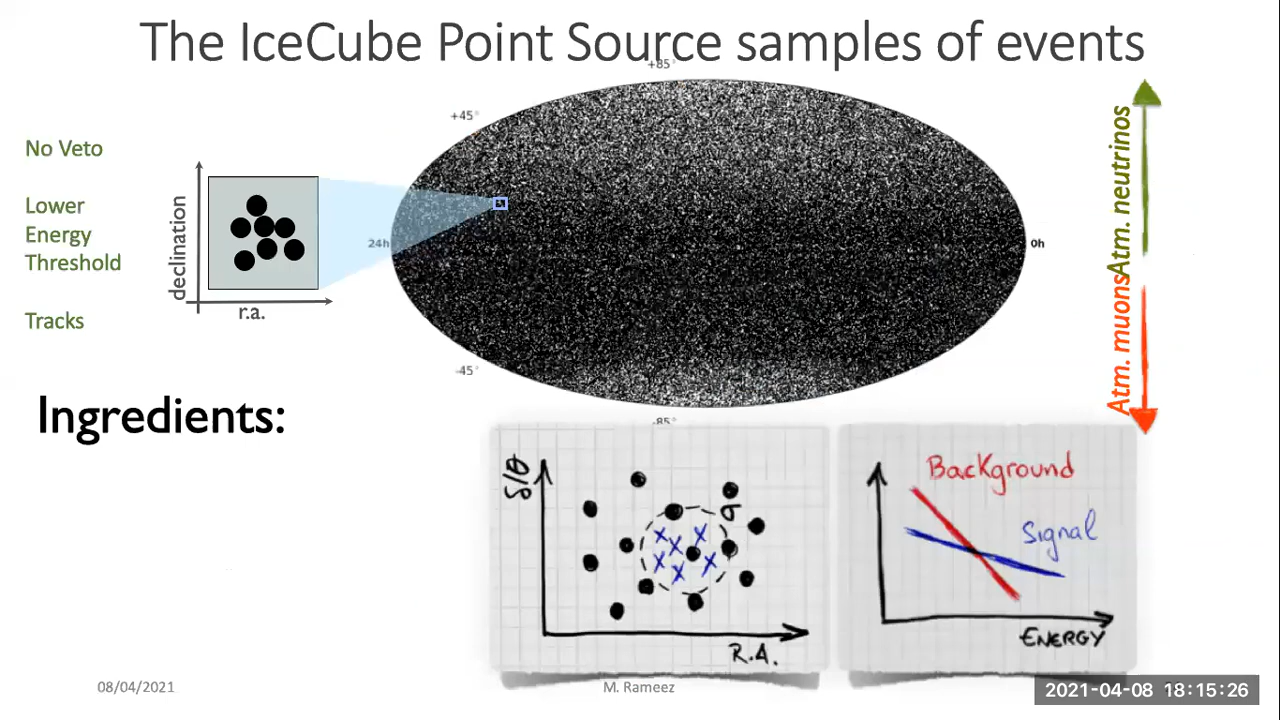 The IceCube Point Source samples of events
+85°
+45°
No Veto
Lower
Energy
Threshold
Tracks
declination
r.a.
24h
0h
-45°
-85°
Atm. neutrinos
Atm. muons
Ingredients:
δ/θ
σ
R.A.
Background
Signal
ENERGY
08/04/2021
M. Rameez
2021-04-08 18:15:26